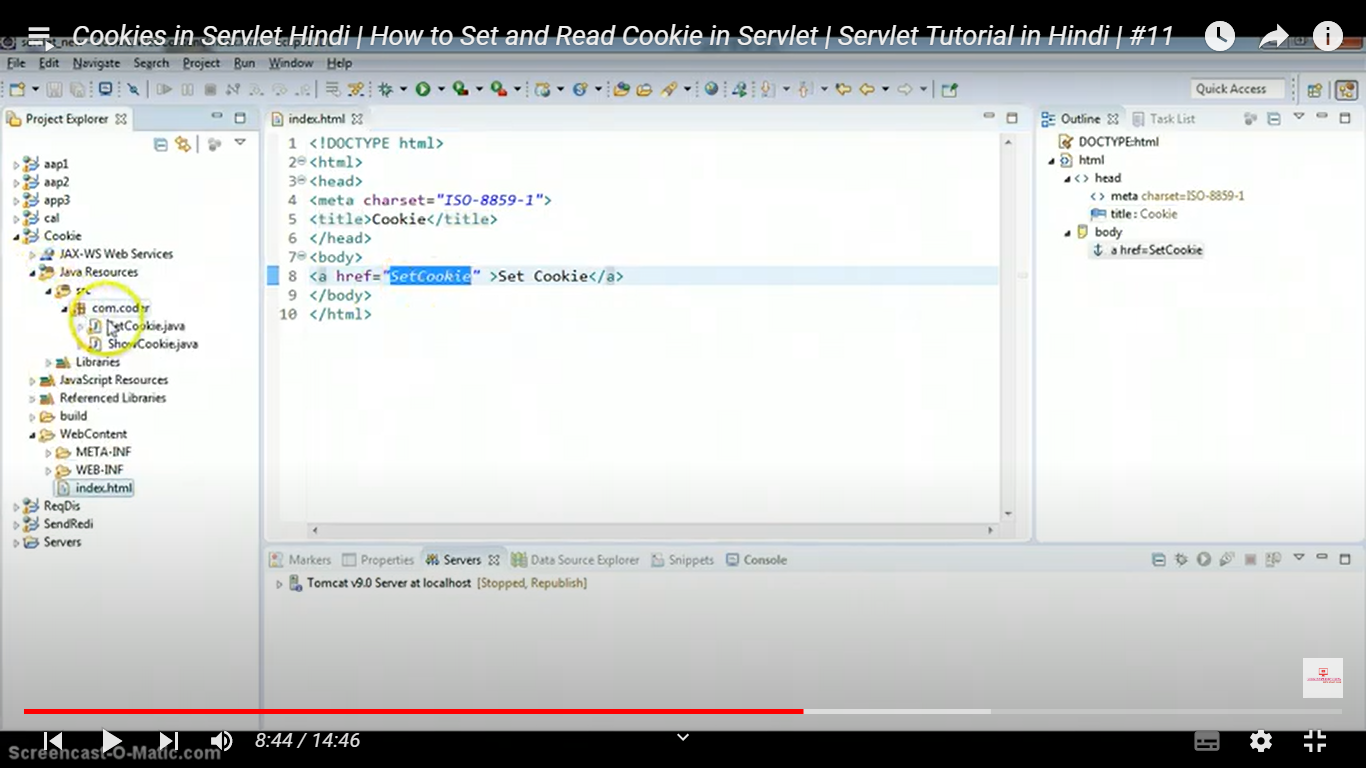 Cookies in Servlet Hindi | How to Set and Read Cookie in Servlet | Servlet Tutorial in Hindi | #11
File Edit Navigate Search Project Run Window Help
Quick Access
Project Explorer
aap1
aap2
app3
cal
Cookie
JAX-WS Web Services
Java Resources
src
com.coder
SetCookie.java
ShowCookie.java
Libraries
JavaScript Resources
Referenced Libraries
build
WebContent
META-INF
WEB-INF
index.html
ReqDis
SendRedi
Servers
index.html
1 <!DOCTYPE html>
2 <html>
3 <head>
4 <meta charset="ISO-8859-1">
5 <title>Cookie</title>
6 </head>
7 <body>
8 <a href="SetCookie" >Set Cookie</a>
9 </body>
10 </html>
Outline Task List
DOCTYPE:html
html
head
meta charset=ISO-8859-1
title : Cookie
body
a href=SetCookie
Markers Properties Servers Data Source Explorer Snippets Console
Tomcat v9.0 Server at localhost [Stopped, Republish]
8:44 / 14:46
Screencast-O-Matic.com